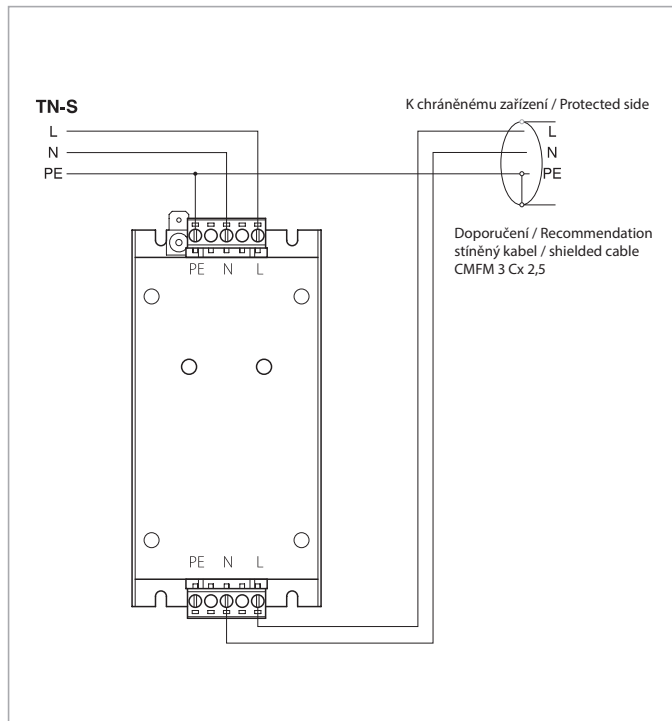 TN-S
L
N
PE
K chráněnému zařízení / Protected side
L
N
PE
Doporučení / Recommendation
stíněný kabel / shielded cable
CMFM 3 Cx 2,5
PE N L
PE N L